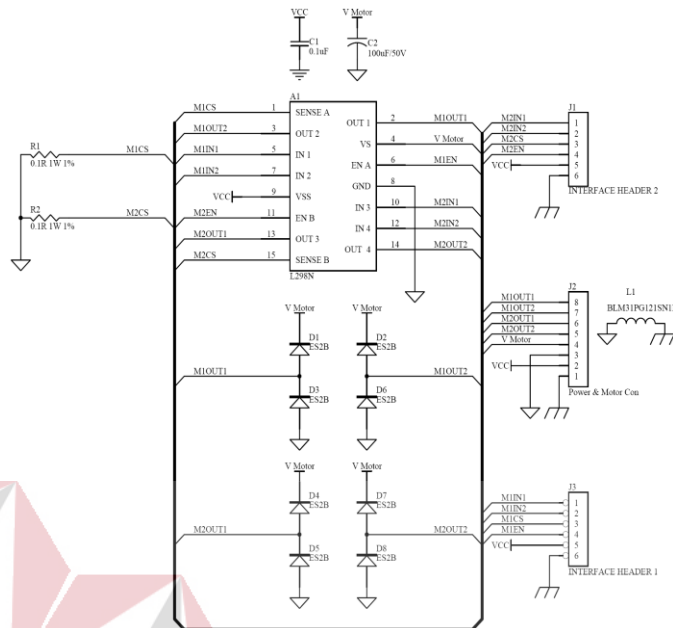 VCC
V Motor
C1
0.1uF
C2
100uF/50V
A1
M1CS 1 SENSE A
M1OUT2 3 OUT 2
M1IN1 5 IN 1
M1IN2 7 IN 2
VCC 9 VSS
M2EN 11 EN B
M2OUT1 13 OUT 3
M2CS 15 SENSE B
OUT 1 2 M1OUT1
VS 4 V Motor
EN A 6 M1EN
GND 8
IN 3 10 M2IN1
IN 4 12 M2IN2
OUT 4 14 M2OUT2
L298N
R1
0.1R 1W 1%
M1CS
R2
0.1R 1W 1%
M2CS
J1
M2IN1 1
M2IN2 2
M2CS 3
M2EN 4
VCC 5
6
INTERFACE HEADER 2
J2
M1OUT1 8
M1OUT2 7
M2OUT1 6
M2OUT2 5
V Motor 4
3
VCC 2
1
Power & Motor Con
L1
BLM31PG121SN1
V Motor
D1
ES2B
M1OUT1
D3
ES2B
V Motor
D2
ES2B
M1OUT2
D6
ES2B
V Motor
D4
ES2B
M2OUT1
D5
ES2B
V Motor
D7
ES2B
M2OUT2
D8
ES2B
J3
M1IN1 1
M1IN2 2
M1CS 3
M1EN 4
VCC 5
6
INTERFACE HEADER 1